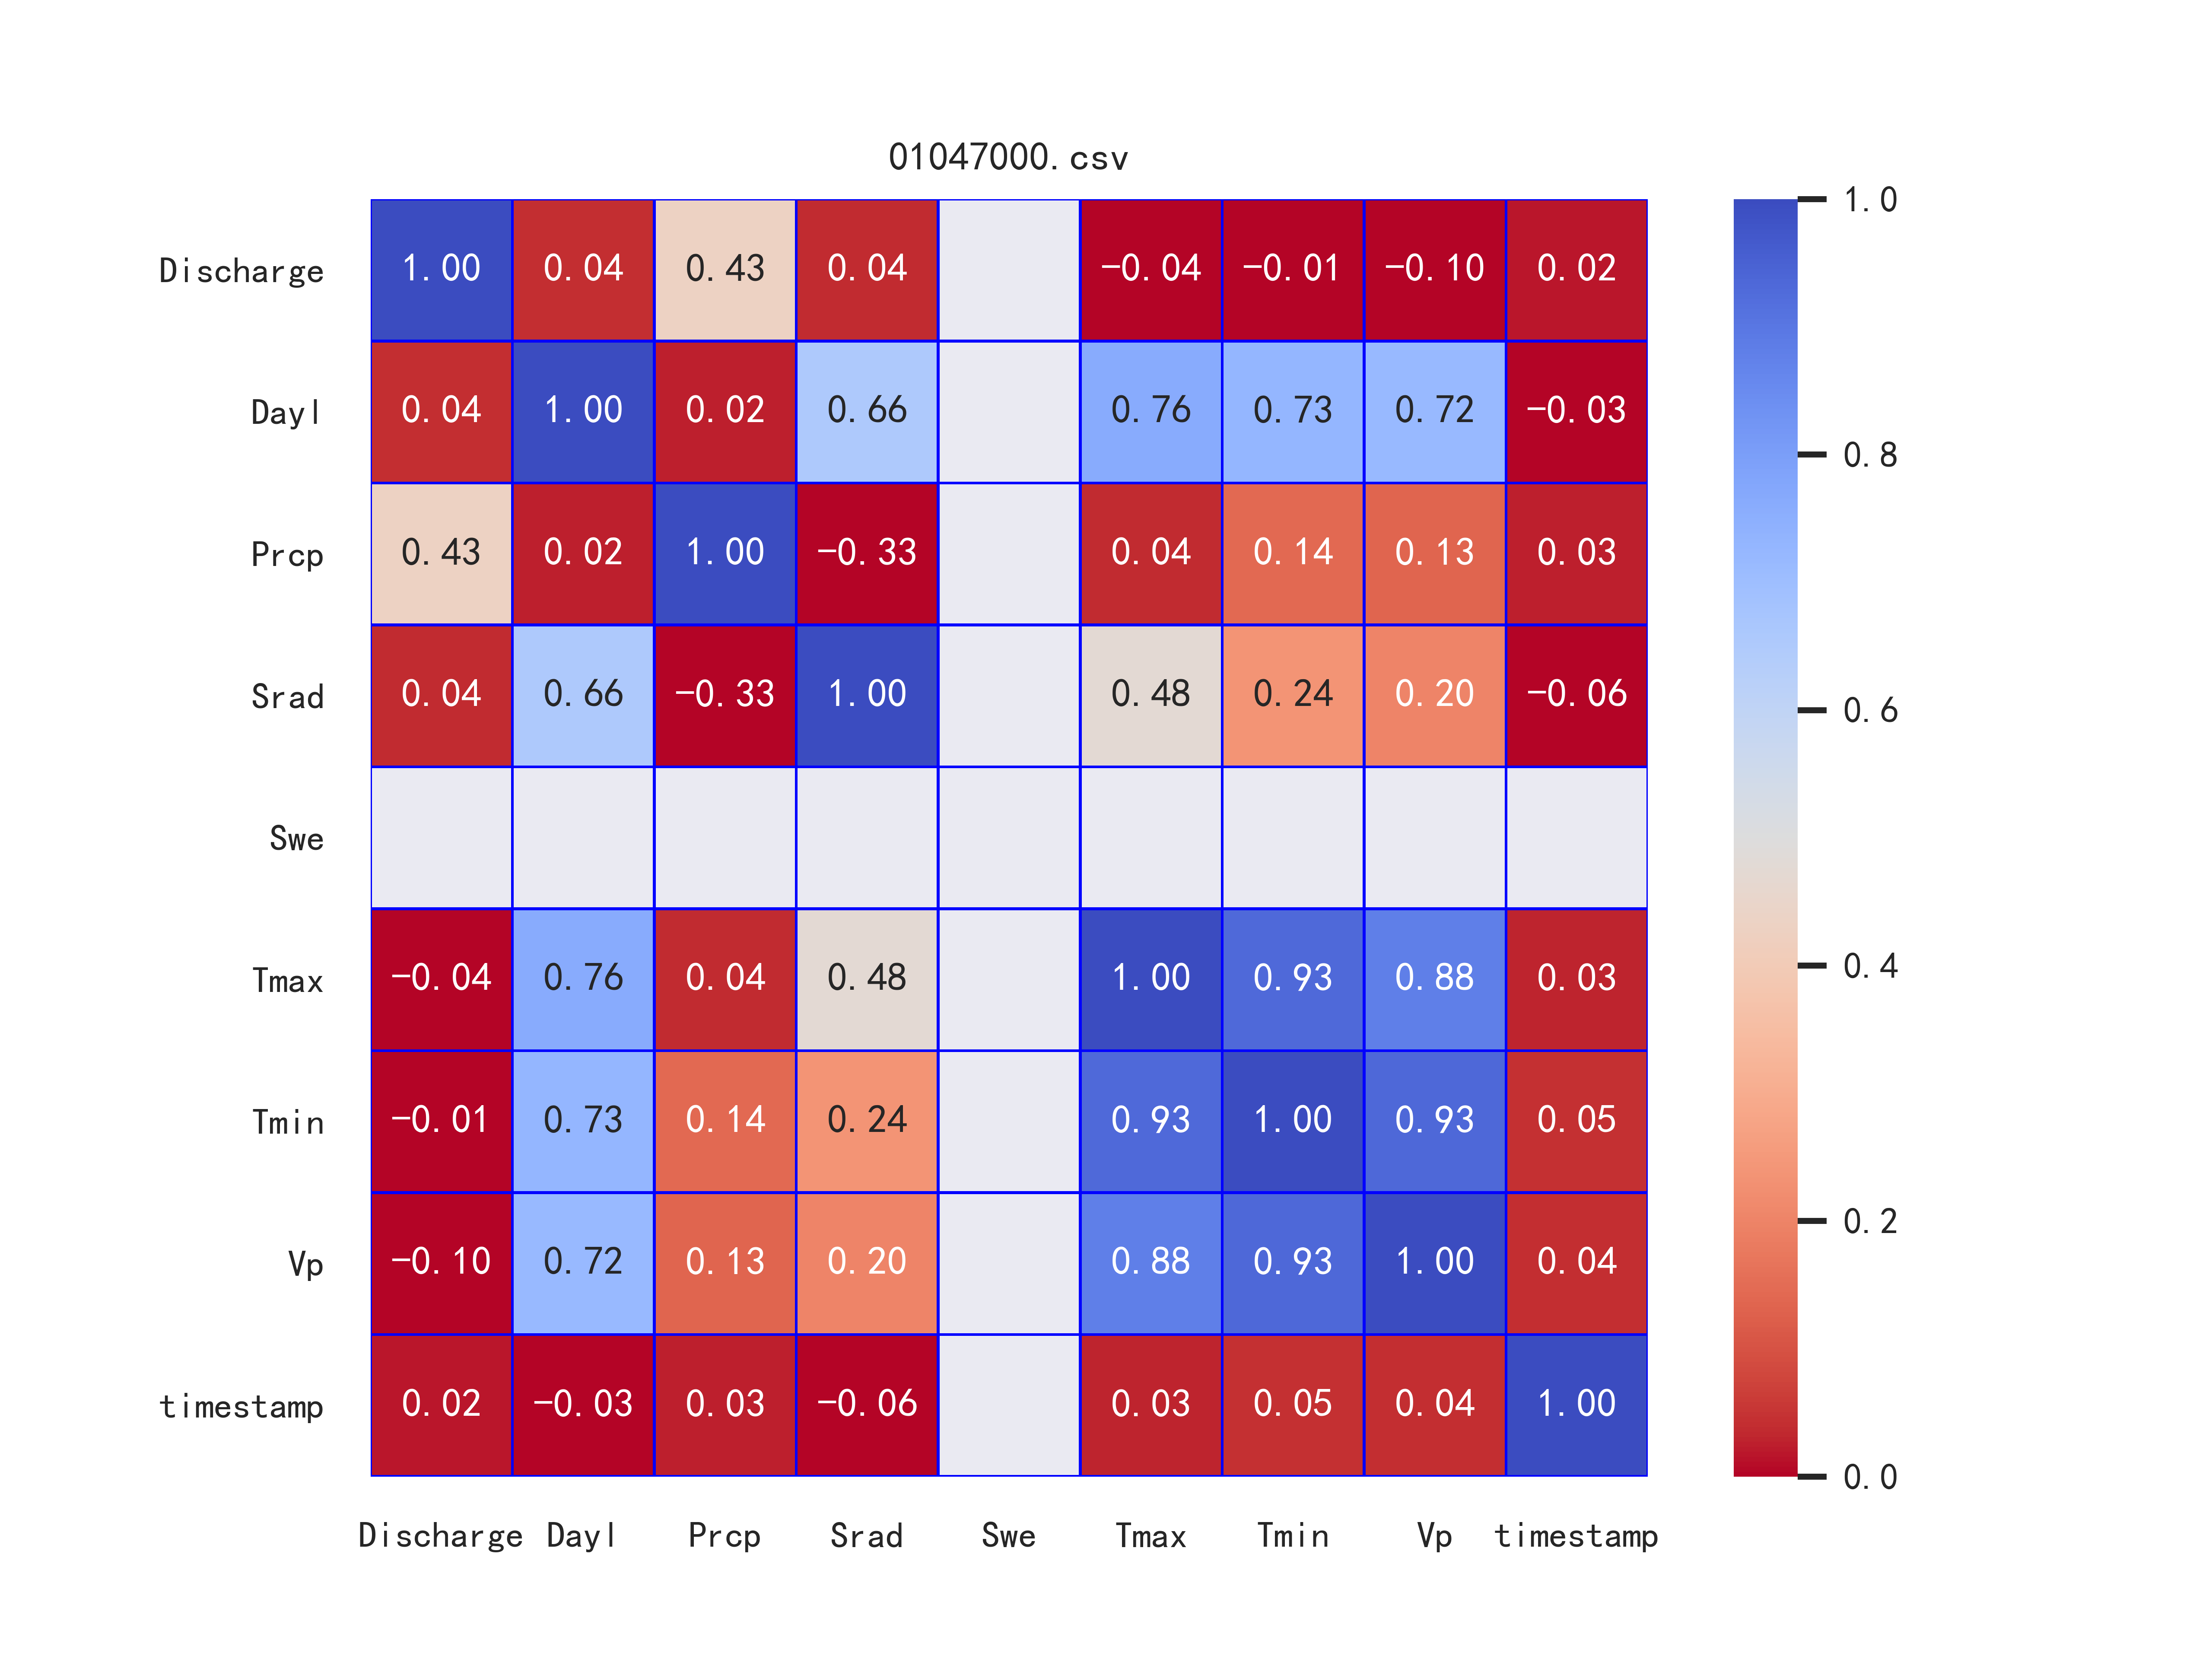 01047000.csv
Discharge 1.00 0.04 0.43 0.04 -0.04 -0.01 -0.10 0.02
Dayl 0.04 1.00 0.02 0.66 0.76 0.73 0.72 -0.03
Prcp 0.43 0.02 1.00 -0.33 0.04 0.14 0.13 0.03
Srad 0.04 0.66 -0.33 1.00 0.48 0.24 0.20 -0.06
Swe
Tmax -0.04 0.76 0.04 0.48 1.00 0.93 0.88 0.03
Tmin -0.01 0.73 0.14 0.24 0.93 1.00 0.93 0.05
Vp -0.10 0.72 0.13 0.20 0.88 0.93 1.00 0.04
timestamp 0.02 -0.03 0.03 -0.06 0.03 0.05 0.04 1.00
Discharge Dayl Prcp Srad Swe Tmax Tmin Vp timestamp
1.0
0.8
0.6
0.4
0.2
0.0